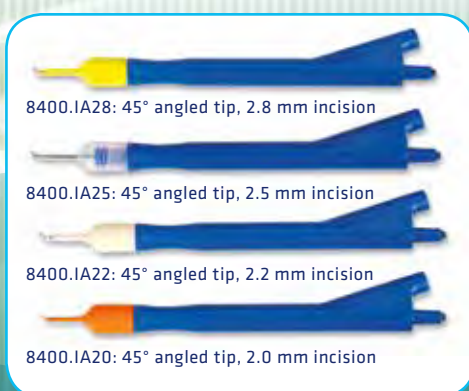 8400.IA28: 45° angled tip, 2.8 mm incision
8400.IA25: 45° angled tip, 2.5 mm incision
8400.IA22: 45° angled tip, 2.2 mm incision
8400.IA20: 45° angled tip, 2.0 mm incision